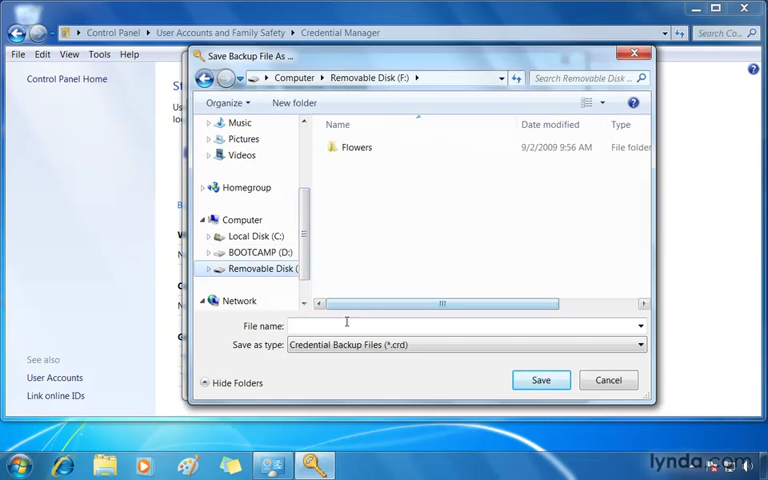 Control Panel
User Accounts and Family Safety
Credential Manager
Search Co...
File Edit View Tools Help
Control Panel Home
Save Backup File As ...
Computer
Removable Disk (F:)
Search Removable Disk ...
Organize
New folder
Music
Pictures
Videos
Homegroup
Computer
Local Disk (C:)
BOOTCAMP (D:)
Removable Disk (
Network
Name Date modified Type
Flowers 9/2/2009 9:56 AM File folder
File name:
Save as type: Credential Backup Files (*.crd)
Hide Folders
Save
Cancel
See also
User Accounts
Link online IDs
lynda.com